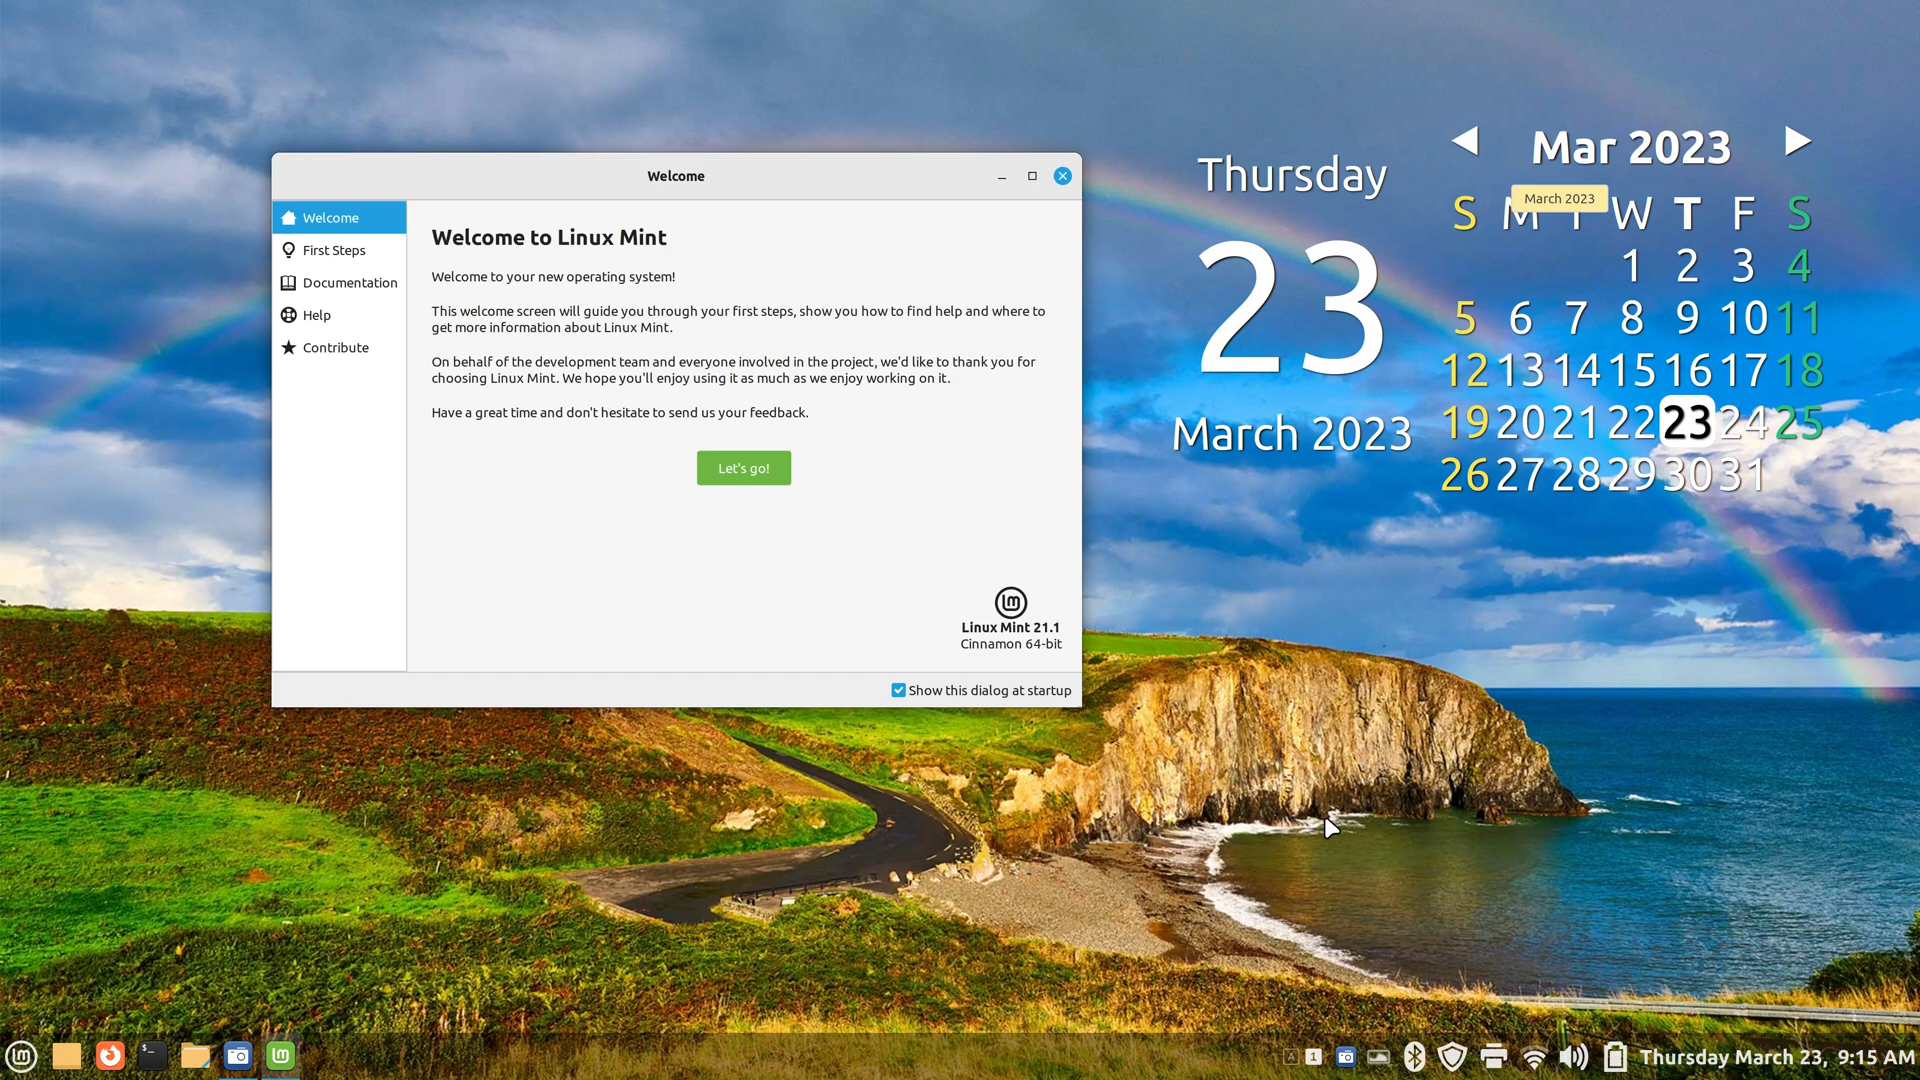 Welcome
Welcome
First Steps
Documentation
Help
Contribute
Welcome to Linux Mint
Welcome to your new operating system!
This welcome screen will guide you through your first steps, show you how to find help and where to
get more information about Linux Mint.
On behalf of the development team and everyone involved in the project, we'd like to thank you for
choosing Linux Mint. We hope you'll enjoy using it as much as we enjoy working on it.
Have a great time and don't hesitate to send us your feedback.
Let's go!
Linux Mint 21.1
Cinnamon 64-bit
Show this dialog at startup
Thursday
23
March 2023
Mar 2023
March 2023
S M T W T F S
1 2 3 4
5 6 7 8 9 10 11
12 13 14 15 16 17 18
19 20 21 22 23 24 25
26 27 28 29 30 31
A 1
Thursday March 23, 9:15 AM